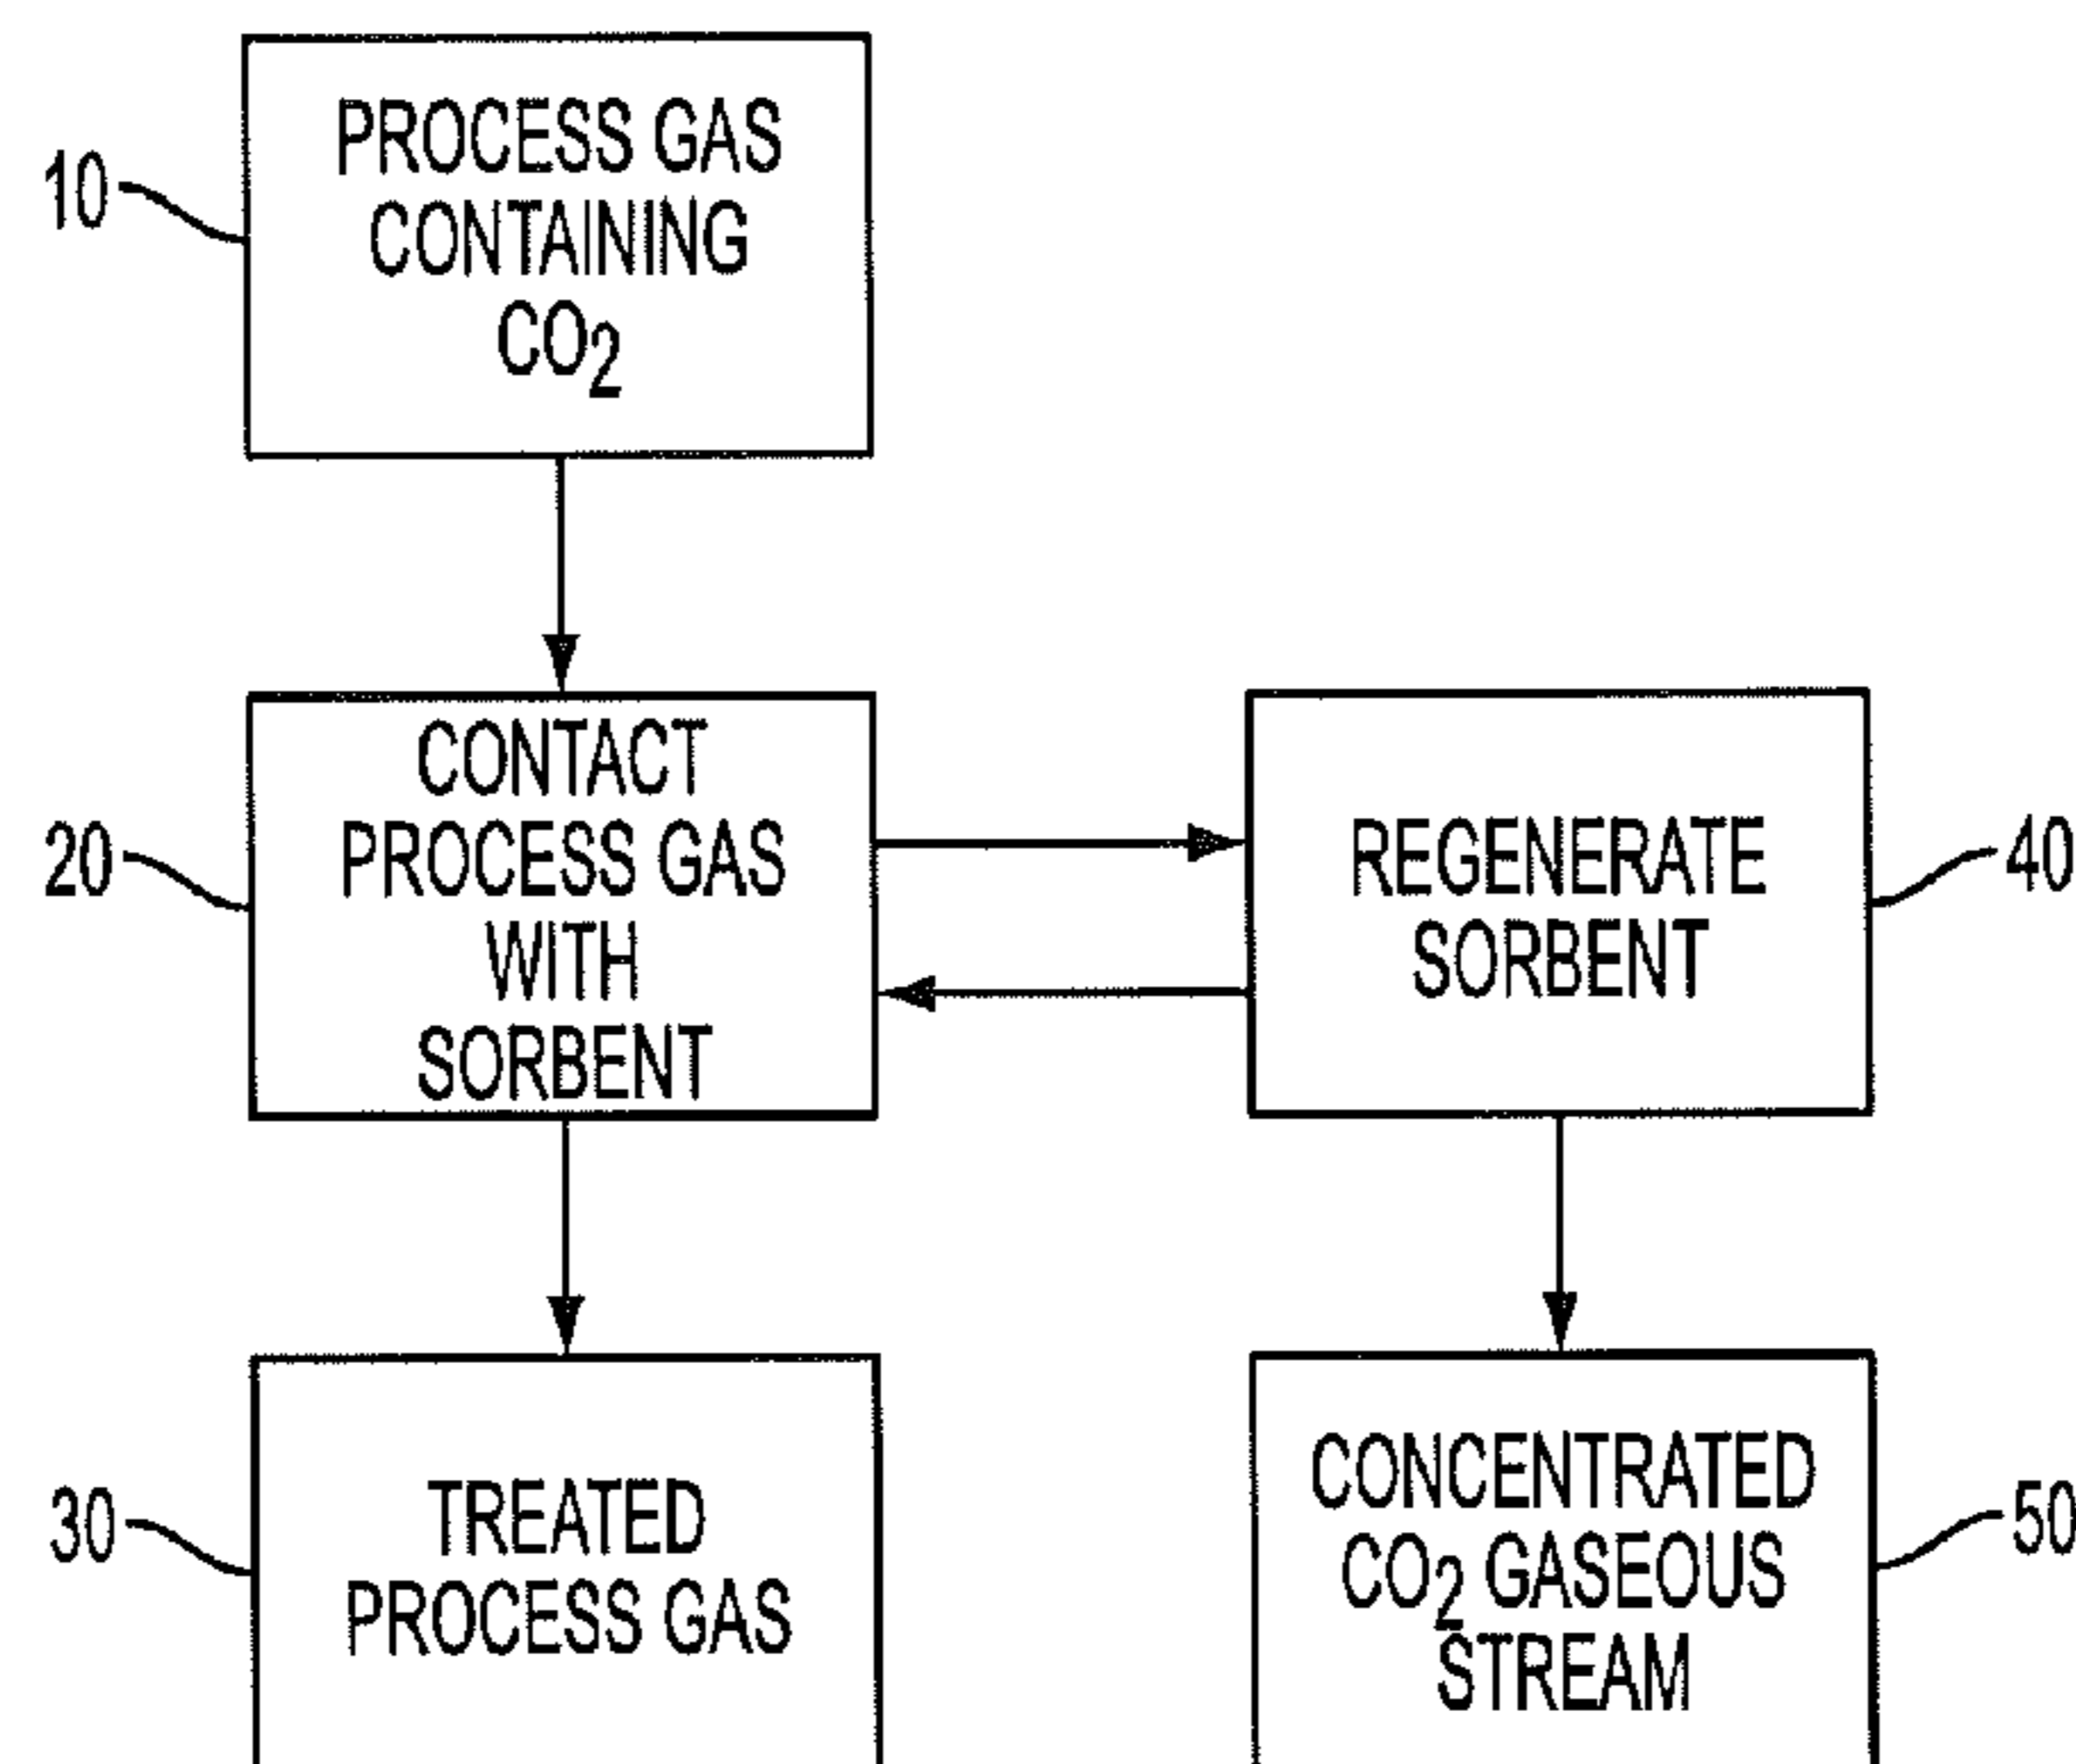 10
PROCESS GAS
CONTAINING
CO2
20
CONTACT
PROCESS GAS
WITH
SORBENT
REGENERATE
SORBENT
40
30
TREATED
PROCESS GAS
CONCENTRATED
CO2 GASEOUS
STREAM
50